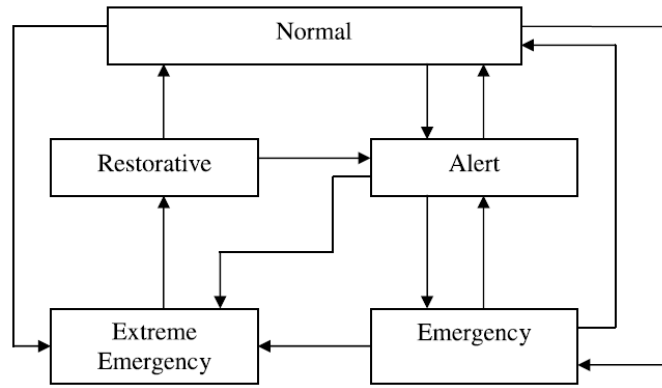 Normal
Restorative
Alert
Extreme
Emergency
Emergency